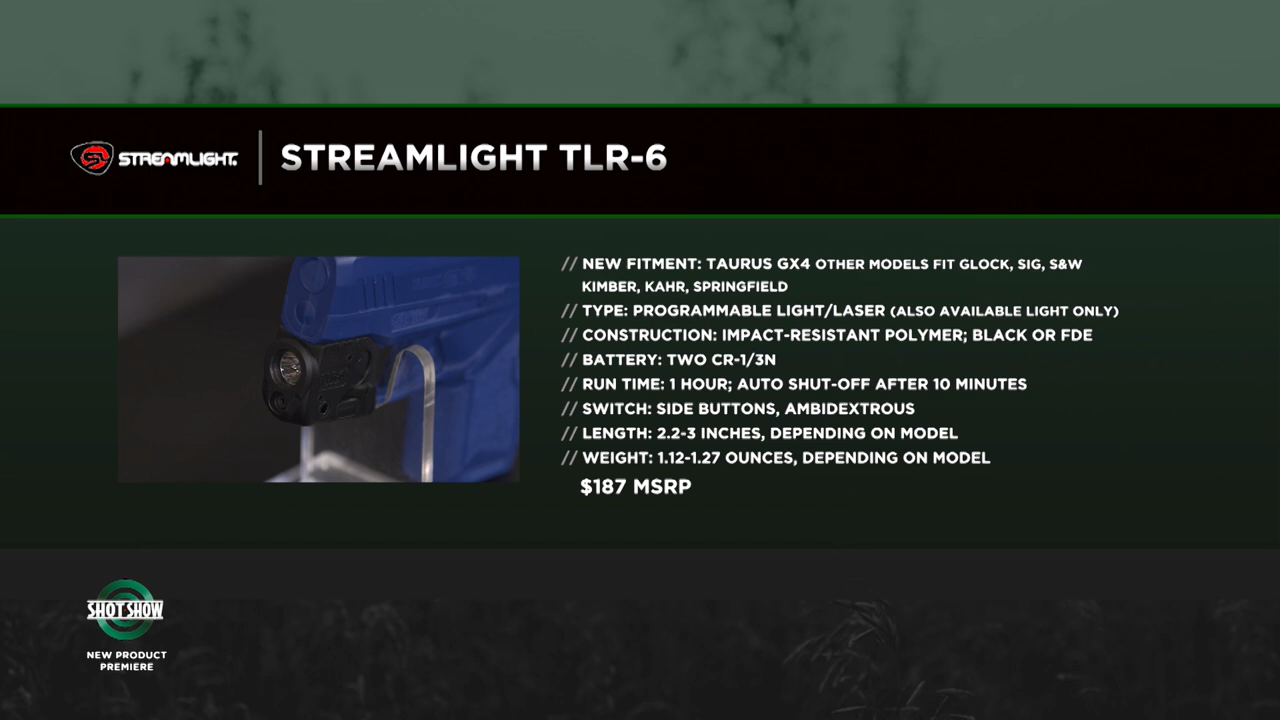 STREAMLIGHT
STREAMLIGHT TLR-6
// NEW FITMENT: TAURUS GX4 OTHER MODELS FIT GLOCK, SIG, S&W
KIMBER, KAHR, SPRINGFIELD
// TYPE: PROGRAMMABLE LIGHT/LASER (ALSO AVAILABLE LIGHT ONLY)
// CONSTRUCTION: IMPACT-RESISTANT POLYMER; BLACK OR FDE
// BATTERY: TWO CR-1/3N
// RUN TIME: 1 HOUR; AUTO SHUT-OFF AFTER 10 MINUTES
// SWITCH: SIDE BUTTONS, AMBIDEXTROUS
// LENGTH: 2.2-3 INCHES, DEPENDING ON MODEL
// WEIGHT: 1.12-1.27 OUNCES, DEPENDING ON MODEL
$187 MSRP
SHOT SHOW
NEW PRODUCT
PREMIERE